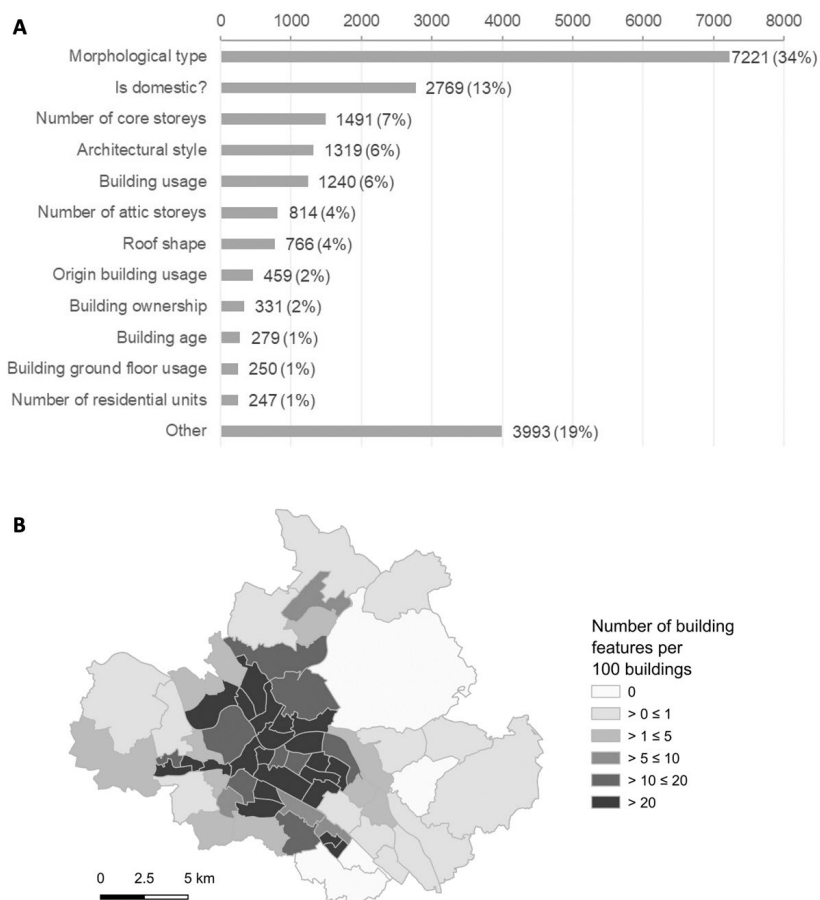 A
0 1000 2000 3000 4000 5000 6000 7000 8000
Morphological type 7221 (34%)
Is domestic? 2769 (13%)
Number of core storeys 1491 (7%)
Architectural style 1319 (6%)
Building usage 1240 (6%)
Number of attic storeys 814 (4%)
Roof shape 766 (4%)
Origin building usage 459 (2%)
Building ownership 331 (2%)
Building age 279 (1%)
Building ground floor usage 250 (1%)
Number of residential units 247 (1%)
Other 3993 (19%)
B
Number of building
features per
100 buildings
0
> 0 ≤ 1
> 1 ≤ 5
> 5 ≤ 10
> 10 ≤ 20
> 20
0 2.5 5 km